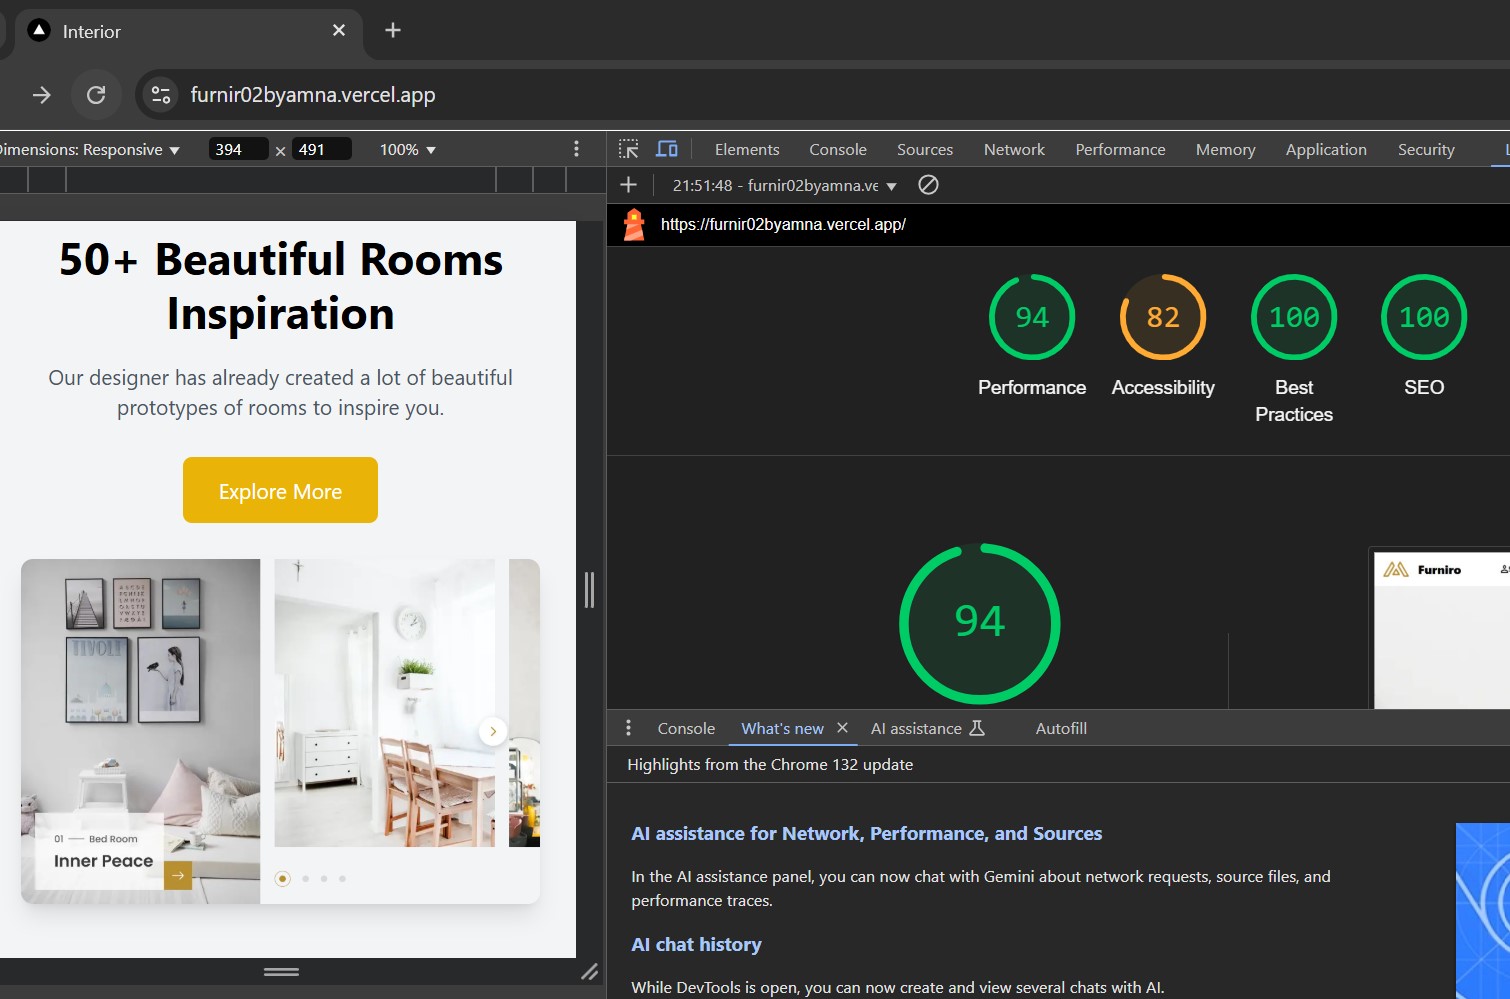 Interior
furnir02byamna.vercel.app
Dimensions: Responsive 394 × 491 100%
Elements Console Sources Network Performance Memory Application Security L
21:51:48 - furnir02byamna.ve
https://furnir02byamna.vercel.app/
50+ Beautiful Rooms
Inspiration
Our designer has already created a lot of beautiful
prototypes of rooms to inspire you.
Explore More
TIVOLI
01 — Bed Room
Inner Peace
94 82 100 100
Performance Accessibility Best
Practices SEO
94
Furniro
Console What's new AI assistance Autofill
Highlights from the Chrome 132 update
AI assistance for Network, Performance, and Sources
In the AI assistance panel, you can now chat with Gemini about network requests, source files, and
performance traces.
AI chat history
While DevTools is open, you can now create and view several chats with AI.